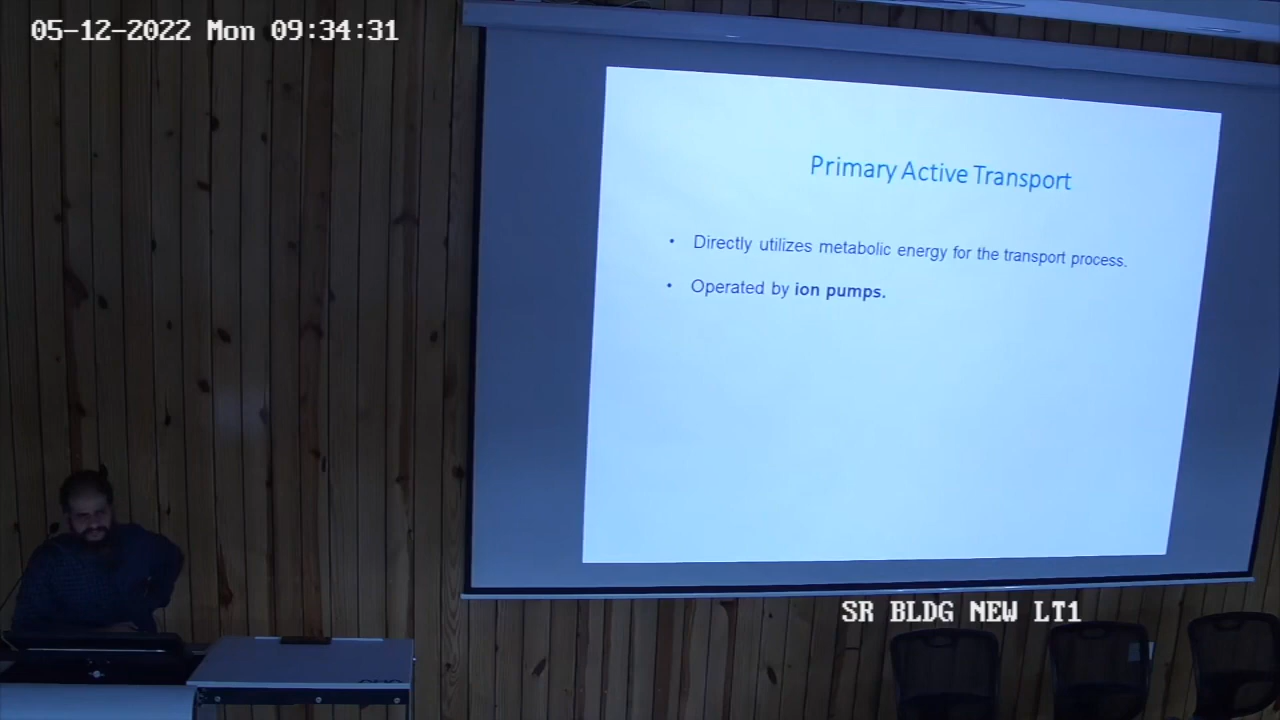 05-12-2022 Mon 09:34:31
Primary Active Transport
• Directly utilizes metabolic energy for the transport process.
• Operated by ion pumps.
SR BLDG NEW LT1